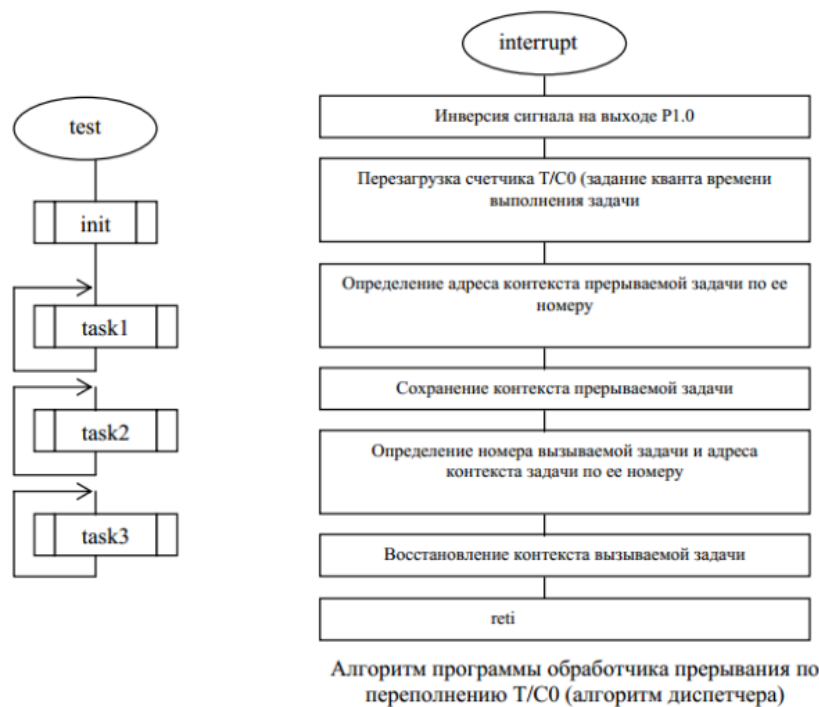 test
init
task1
task2
task3
interrupt
Инверсия сигнала на выходе P1.0
Перезагрузка счетчика T/C0 (задание кванта времени
выполнения задачи
Определение адреса контекста прерываемой задачи по ее
номеру
Сохранение контекста прерываемой задачи
Определение номера вызываемой задачи и адреса
контекста задачи по ее номеру
Восстановление контекста вызываемой задачи
reti
Алгоритм программы обработчика прерывания по
переполнению T/C0 (алгоритм диспетчера)